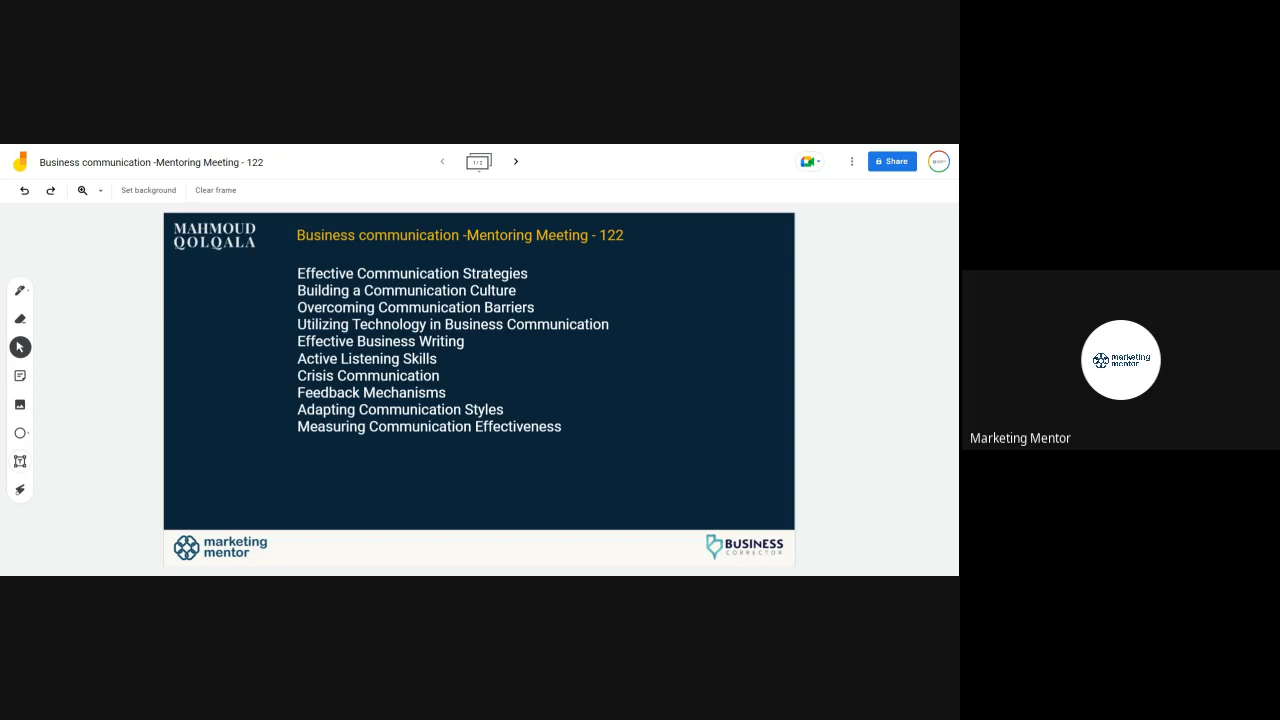 Business communication -Mentoring Meeting - 122
1 / 2
Share
Set background
Clear frame
MAHMOUD
QOLQALA
Business communication -Mentoring Meeting - 122
Effective Communication Strategies
Building a Communication Culture
Overcoming Communication Barriers
Utilizing Technology in Business Communication
Effective Business Writing
Active Listening Skills
Crisis Communication
Feedback Mechanisms
Adapting Communication Styles
Measuring Communication Effectiveness
marketing
mentor
BUSINESS
CORRECTOR
marketing
mentor
Marketing Mentor